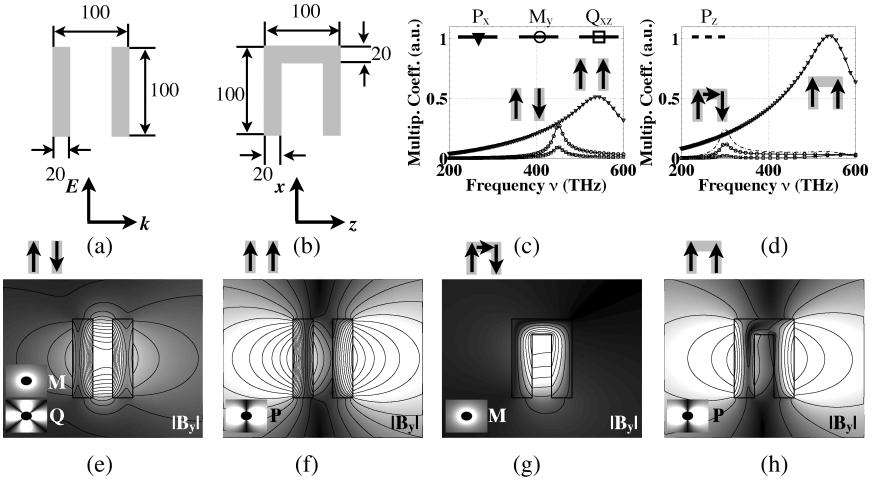 100
100
20
E
k
(a)
100
100
20
20
x
z
(b)
Multip. Coeff. (a.u.)
Px My Qxz
1
0.5
0
200 400 600
Frequency ν (THz)
(c)
Multip. Coeff. (a.u.)
Pz
1
0.5
0
200 400 600
Frequency ν (THz)
(d)
M
Q
|By|
(e)
P
|By|
(f)
M
|By|
(g)
P
|By|
(h)